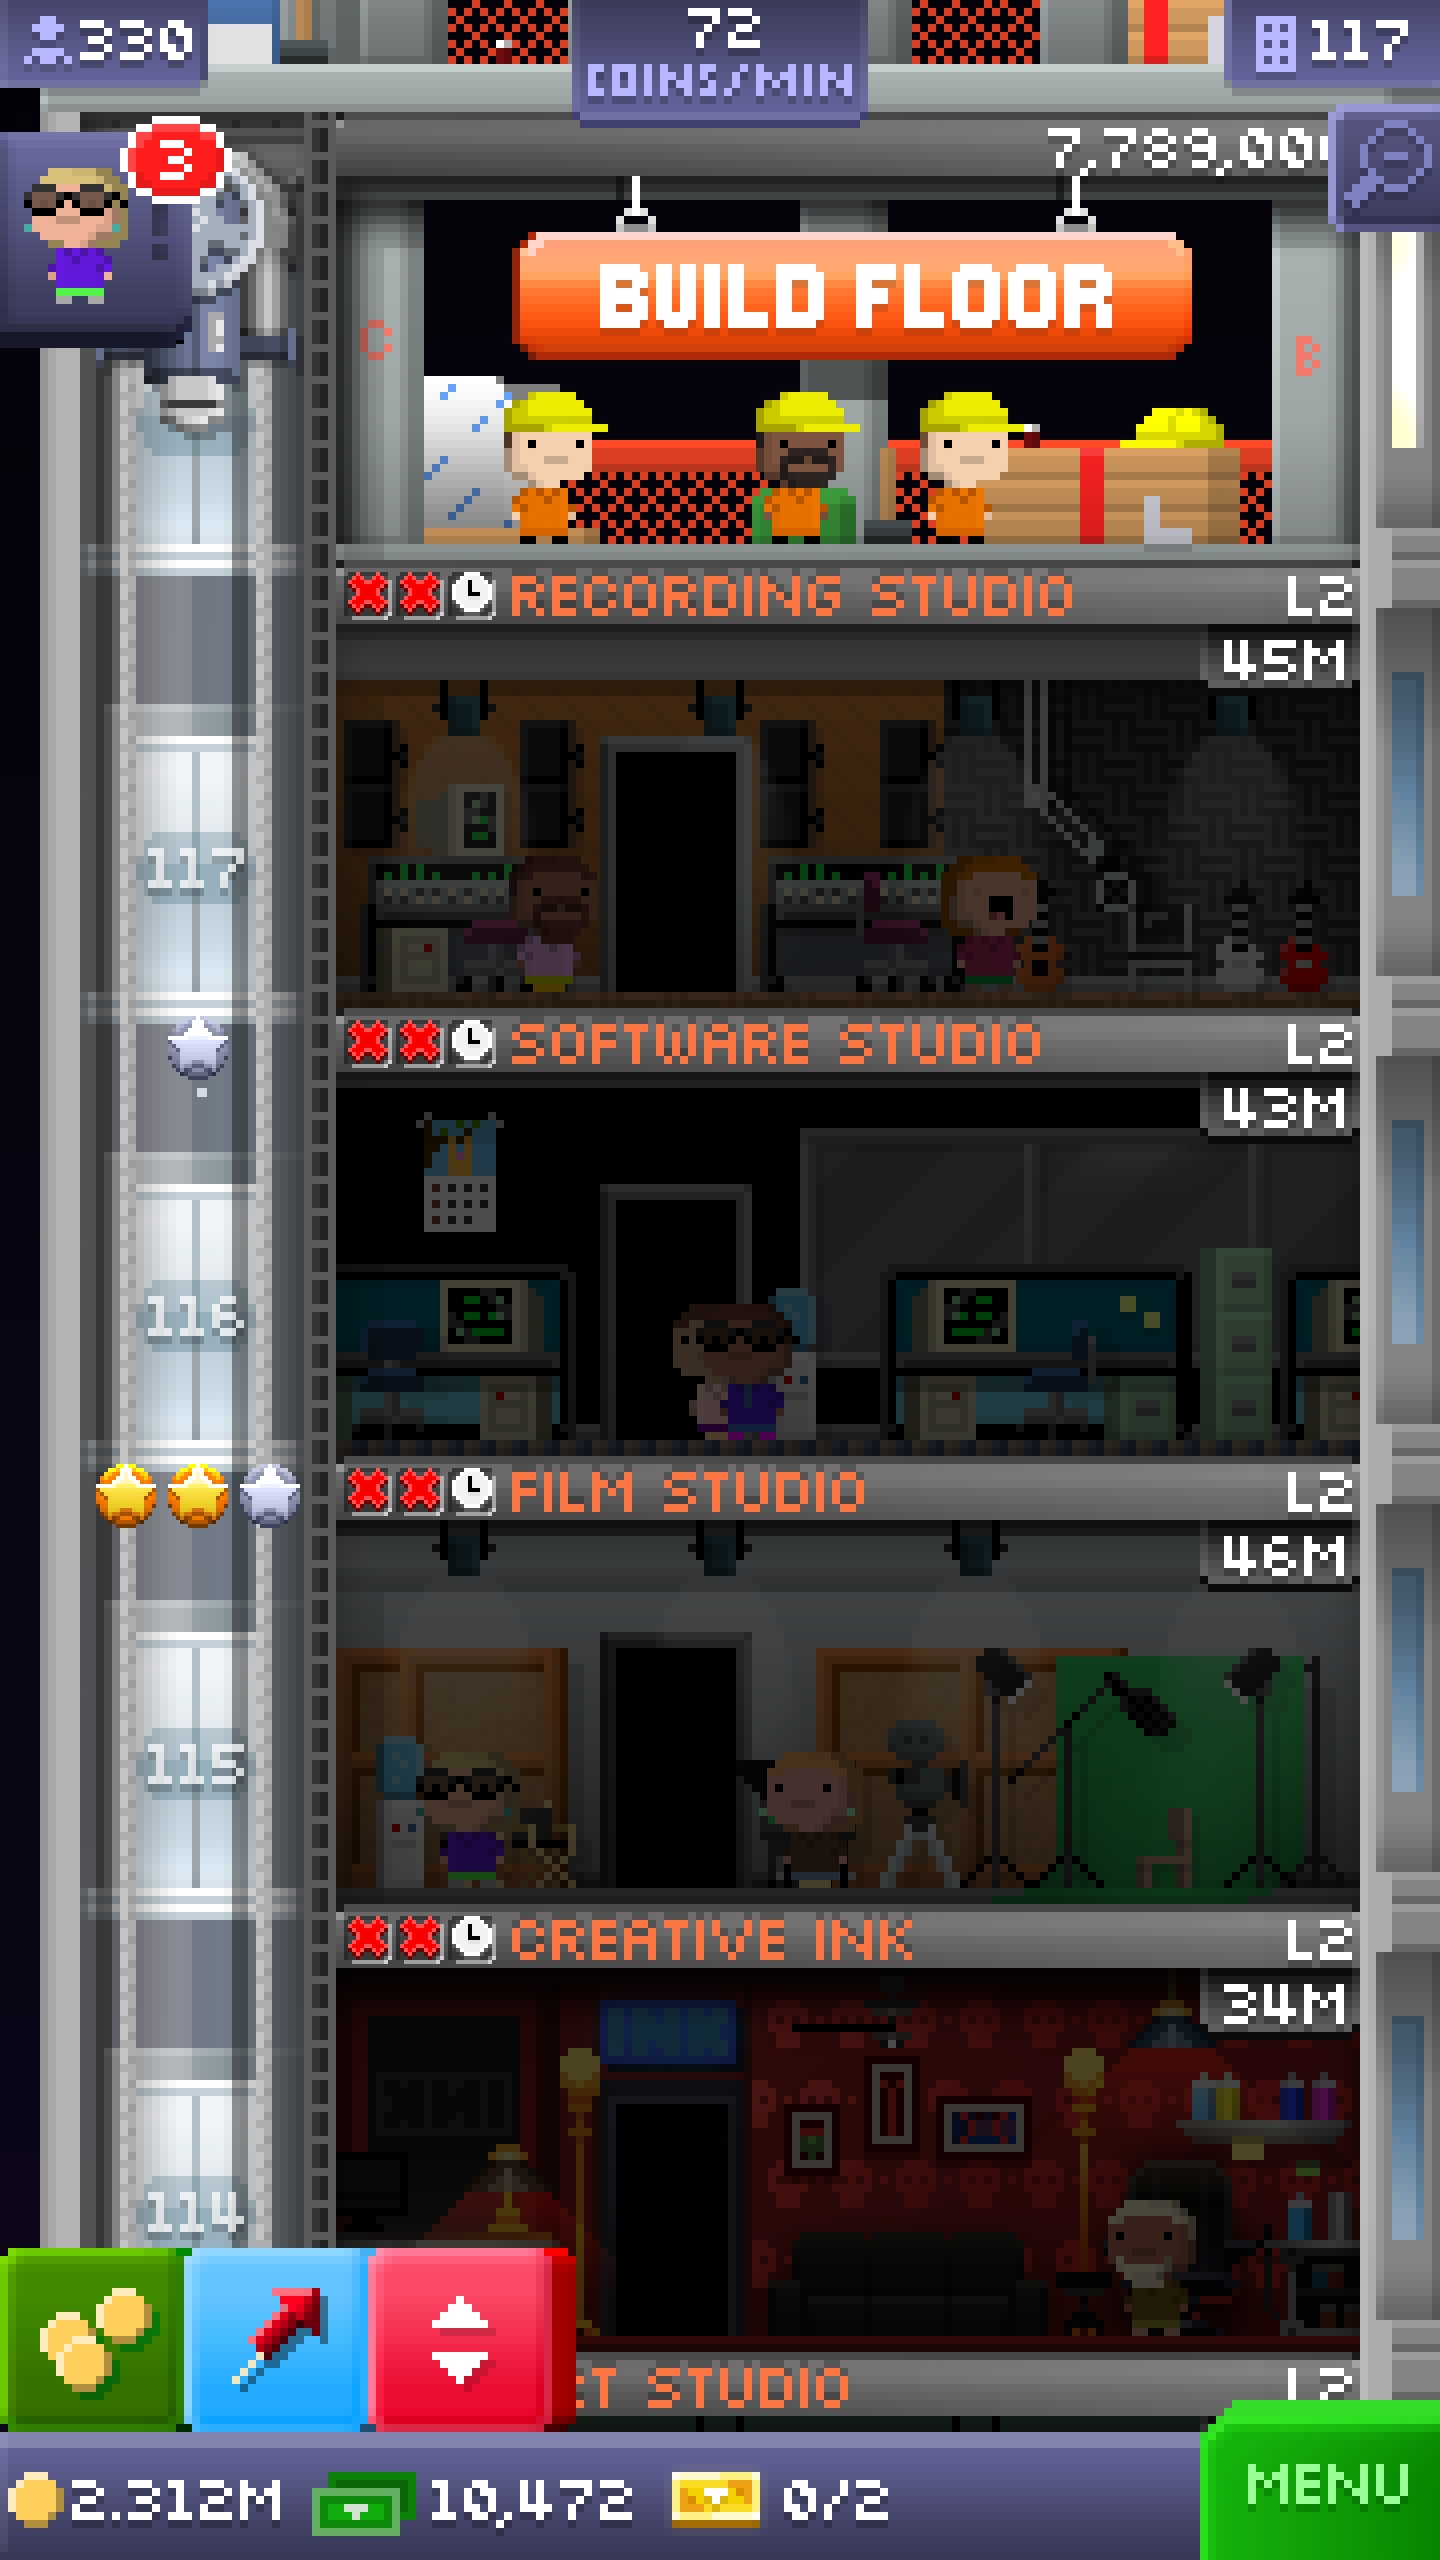 330
72
COINS/MIN
117
3
7,789,00
BUILD FLOOR
C
B
RECORDING STUDIO L2
45M
117
SOFTWARE STUDIO L2
43M
116
FILM STUDIO L2
46M
115
CREATIVE INK L2
34M
INK
114
T STUDIO L2
2.312M 10,472 0/2
MENU